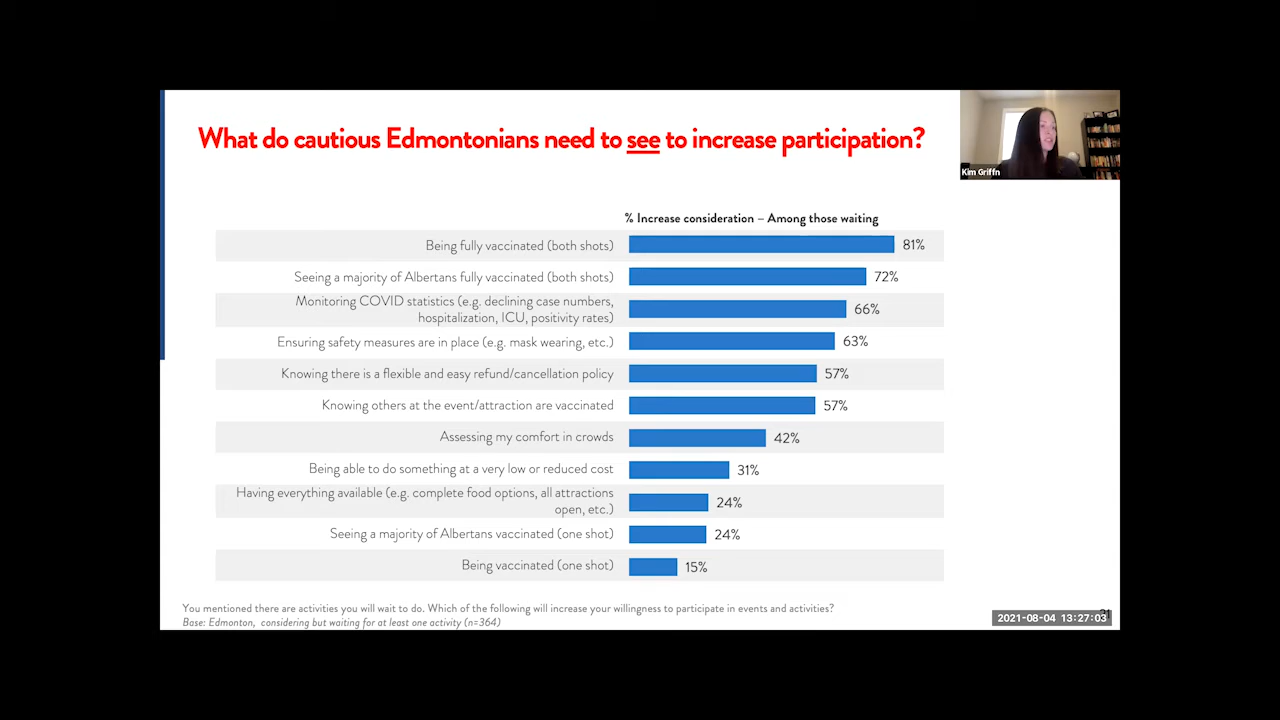 What do cautious Edmontonians need to see to increase participation?
Kim Griffn
% Increase consideration – Among those waiting
Being fully vaccinated (both shots) 81%
Seeing a majority of Albertans fully vaccinated (both shots) 72%
Monitoring COVID statistics (e.g. declining case numbers,
hospitalization, ICU, positivity rates) 66%
Ensuring safety measures are in place (e.g. mask wearing, etc.) 63%
Knowing there is a flexible and easy refund/cancellation policy 57%
Knowing others at the event/attraction are vaccinated 57%
Assessing my comfort in crowds 42%
Being able to do something at a very low or reduced cost 31%
Having everything available (e.g. complete food options, all attractions
open, etc.) 24%
Seeing a majority of Albertans vaccinated (one shot) 24%
Being vaccinated (one shot) 15%
You mentioned there are activities you will wait to do. Which of the following will increase your willingness to participate in events and activities?
Base: Edmonton, considering but waiting for at least one activity (n=364)
31
2021-08-04 13:27:03